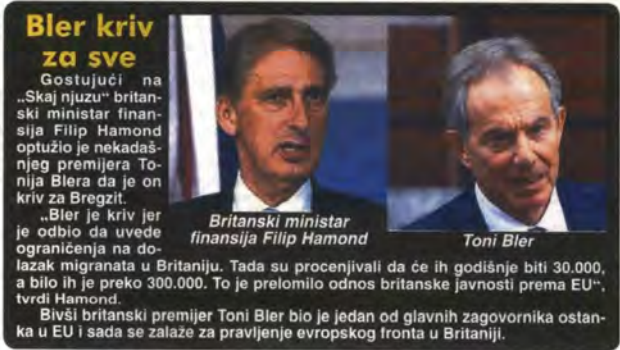 Bler kriv
za sve
Gostujući na
„Skaj njuzu“ britan-
ski ministar finan-
sija Filip Hamond
optužio je nekadaš-
njeg premijera To-
nija Blera da je on
kriv za Bregzit.
„Bler je kriv jer
je odbio da uvede
ograničenja na do-
lazak migranata u Britaniju. Tada su procenjivali da će ih godišnje biti 30.000,
a bilo ih je preko 300.000. To je prelomilo odnos britanske javnosti prema EU“,
tvrdi Hamond.
Bivši britanski premijer Toni Bler bio je jedan od glavnih zagovornika ostan-
ka u EU i sada se zalaže za pravljenje evropskog fronta u Britaniji.
Britanski ministar
finansija Filip Hamond
Toni Bler